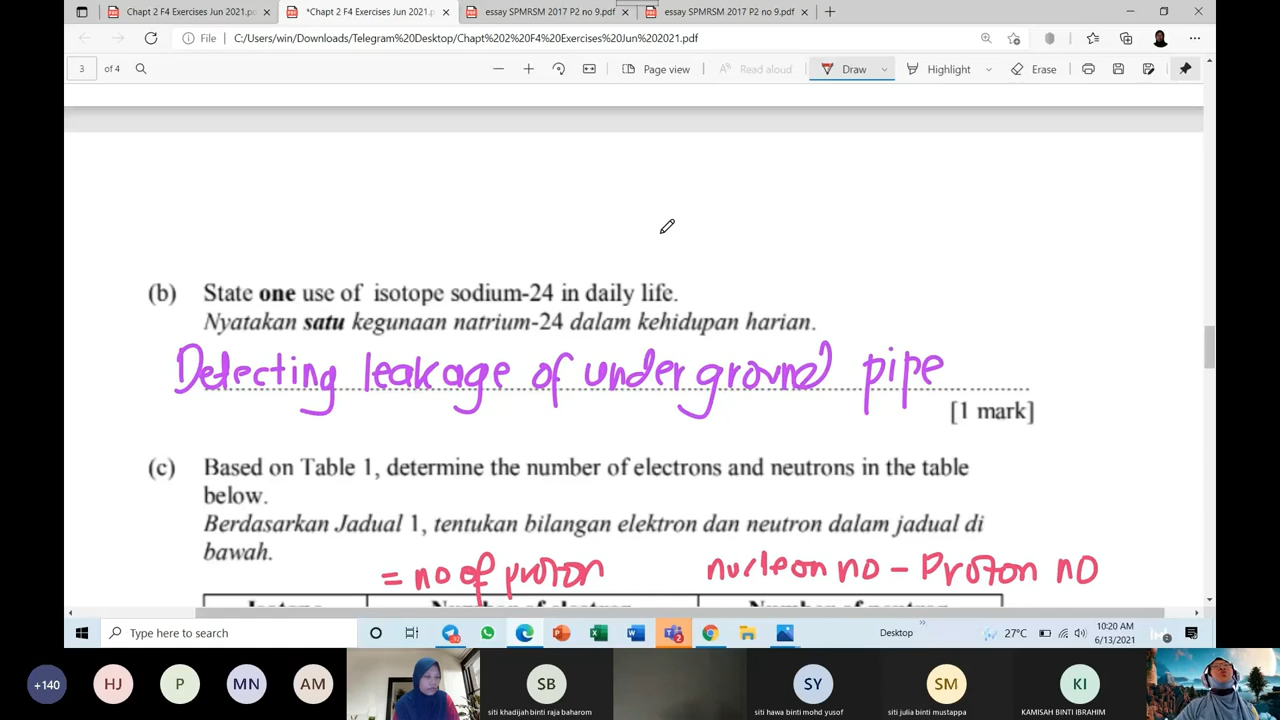 Chapt 2 F4 Exercises Jun 2021.pd
*Chapt 2 F4 Exercises Jun 2021.p
essay SPMRSM 2017 P2 no 9.pdf
essay SPMRSM 2017 P2 no 9.pdf
File
C:/Users/win/Downloads/Telegram%20Desktop/Chapt%202%20F4%20Exercises%20Jun%202021.pdf
3 of 4
Page view
Read aloud
Draw
Highlight
Erase
(b) State one use of isotope sodium-24 in daily life.
Nyatakan satu kegunaan natrium-24 dalam kehidupan harian.
Detecting leakage of underground pipe
[1 mark]
(c) Based on Table 1, determine the number of electrons and neutrons in the table
below.
Berdasarkan Jadual 1, tentukan bilangan elektron dan neutron dalam jadual di
bawah.
= no of proton
nucleon no - Proton no
Type here to search
Desktop
27°C
10:20 AM
6/13/2021
+140
HJ
P
MN
AM
SB
siti khadijah binti raja baharom
SY
siti hawa binti mohd yusof
SM
siti julia binti mustappa
KI
KAMISAH BINTI IBRAHIM